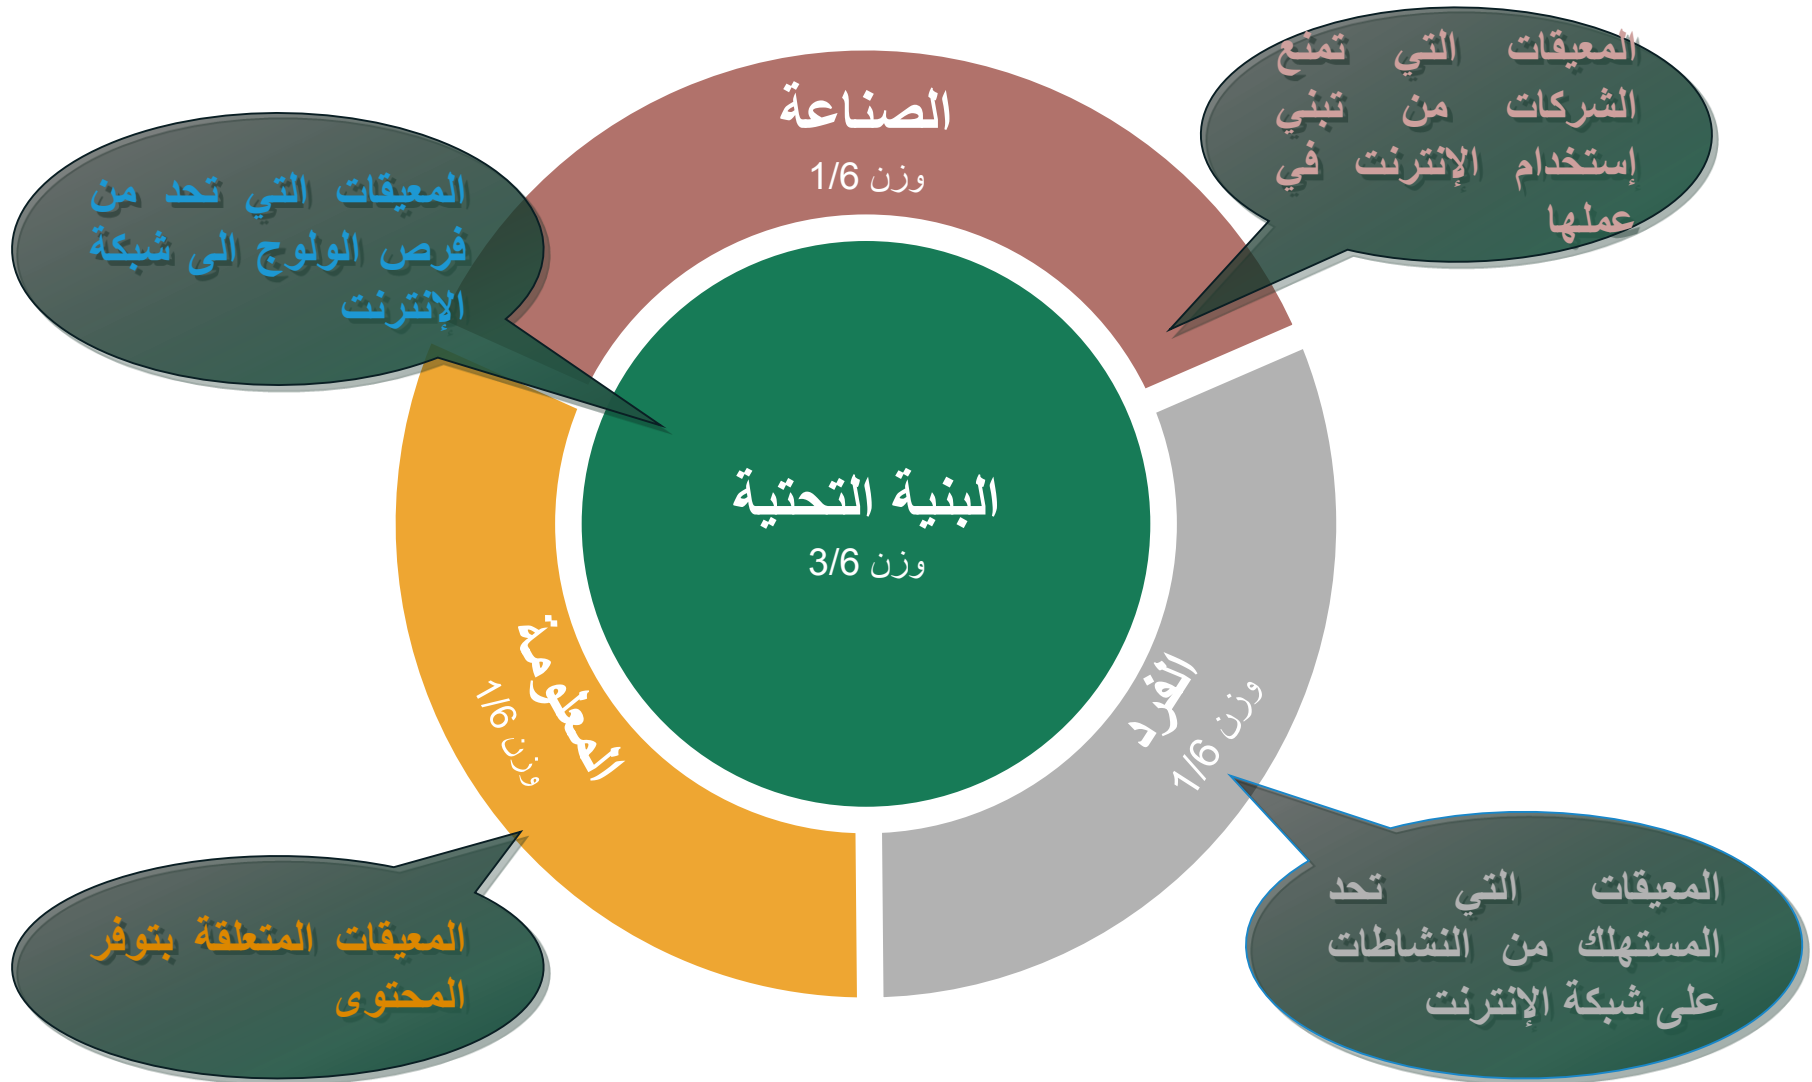 المعيقات التي تمنع
الشركات من تبني
إستخدام الإنترنت في
عملها
الصناعة
وزن 1/6
المعيقات التي تحد من
فرص الولوج الى شبكة
الإنترنت
البنية التحتية
وزن 3/6
الفرد
وزن 1/6
المعلومة
وزن 1/6
المعيقات التي تحد
المستهلك من النشاطات
على شبكة الإنترنت
المعيقات المتعلقة بتوفر
المحتوى